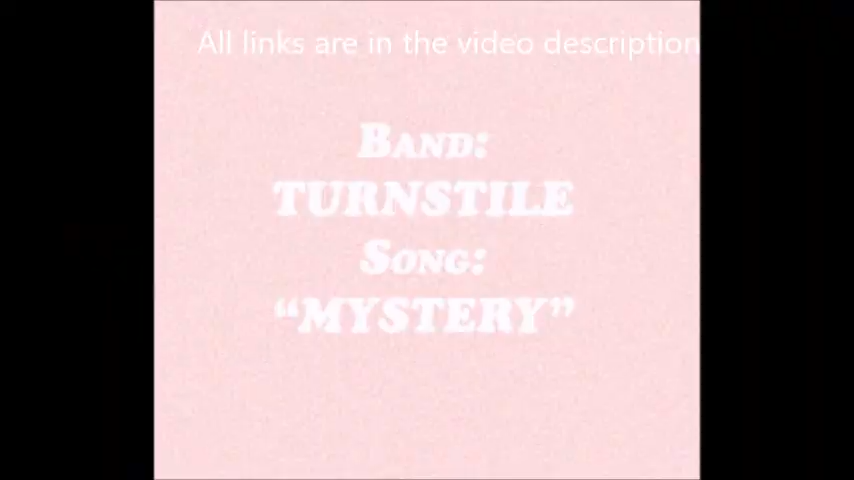 All links are in the video description
BAND:
TURNSTILE
SONG:
“MYSTERY”